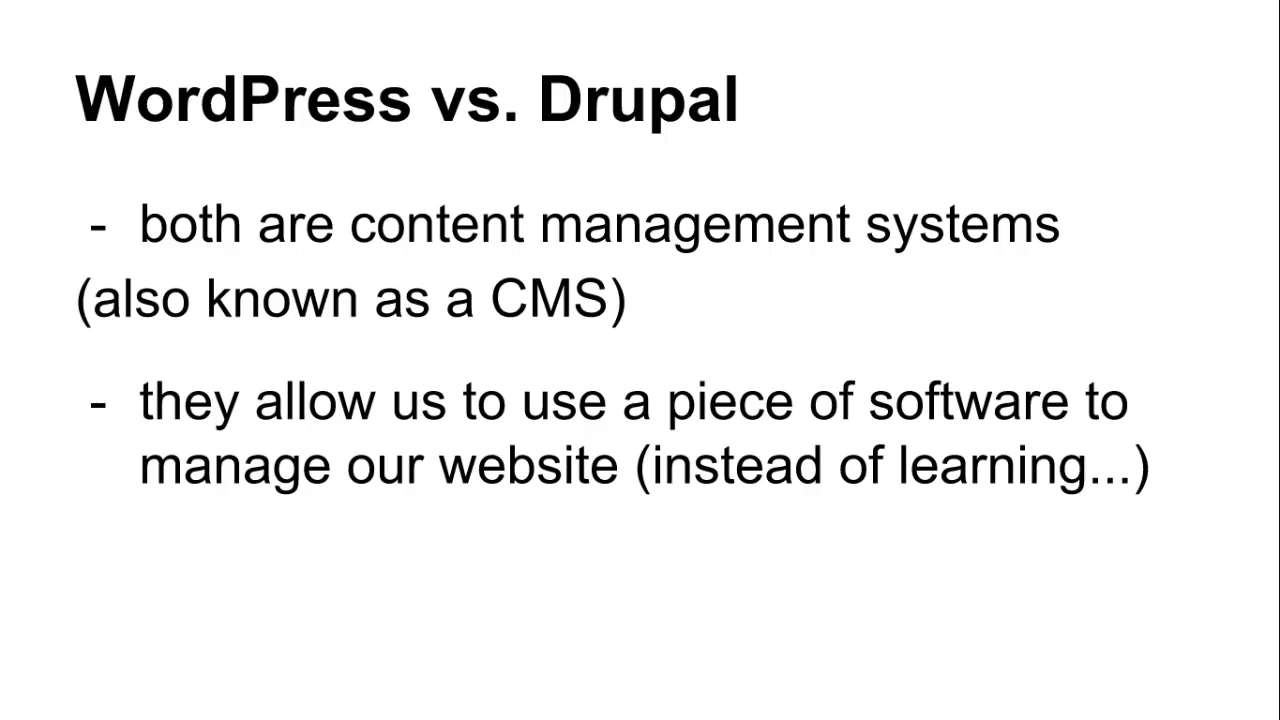 WordPress vs. Drupal
- both are content management systems
(also known as a CMS)
- they allow us to use a piece of software to
manage our website (instead of learning...)